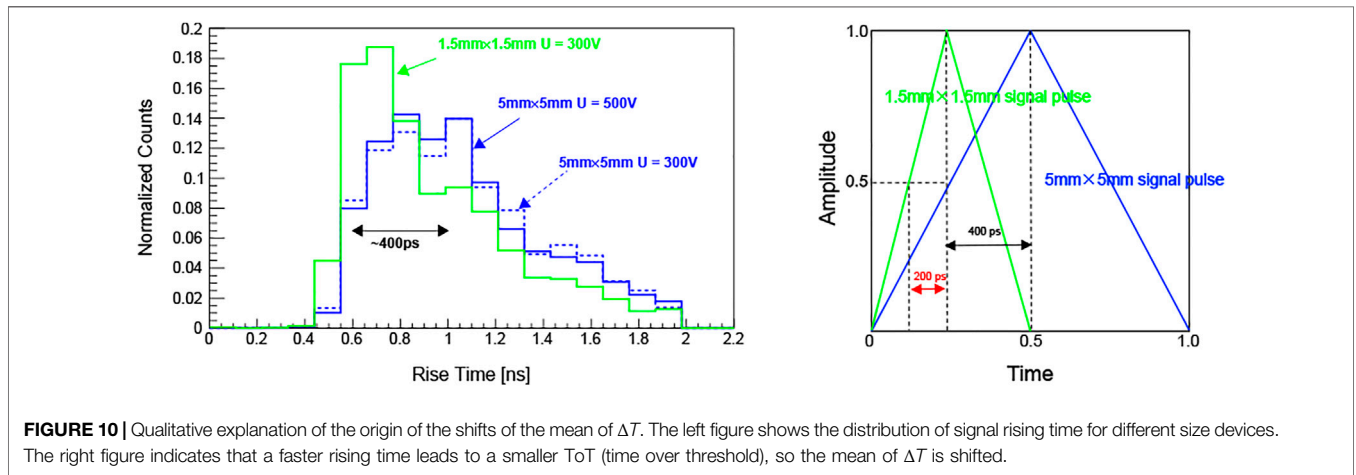 0.2
0.18
0.16
0.14
0.12
0.1
0.08
0.06
0.04
0.02
0
Normalized Counts
1.5mm×1.5mm U = 300V
5mm×5mm U = 500V
5mm×5mm U = 300V
~400ps
0 0.2 0.4 0.6 0.8 1 1.2 1.4 1.6 1.8 2 2.2
Rise Time [ns]
1.0
0.5
Amplitude
1.5mm×1.5mm signal pulse
5mm×5mm signal pulse
400 ps
200 ps
0 0.5 1.0
Time
FIGURE 10 | Qualitative explanation of the origin of the shifts of the mean of ΔT. The left figure shows the distribution of signal rising time for different size devices.
The right figure indicates that a faster rising time leads to a smaller ToT (time over threshold), so the mean of ΔT is shifted.